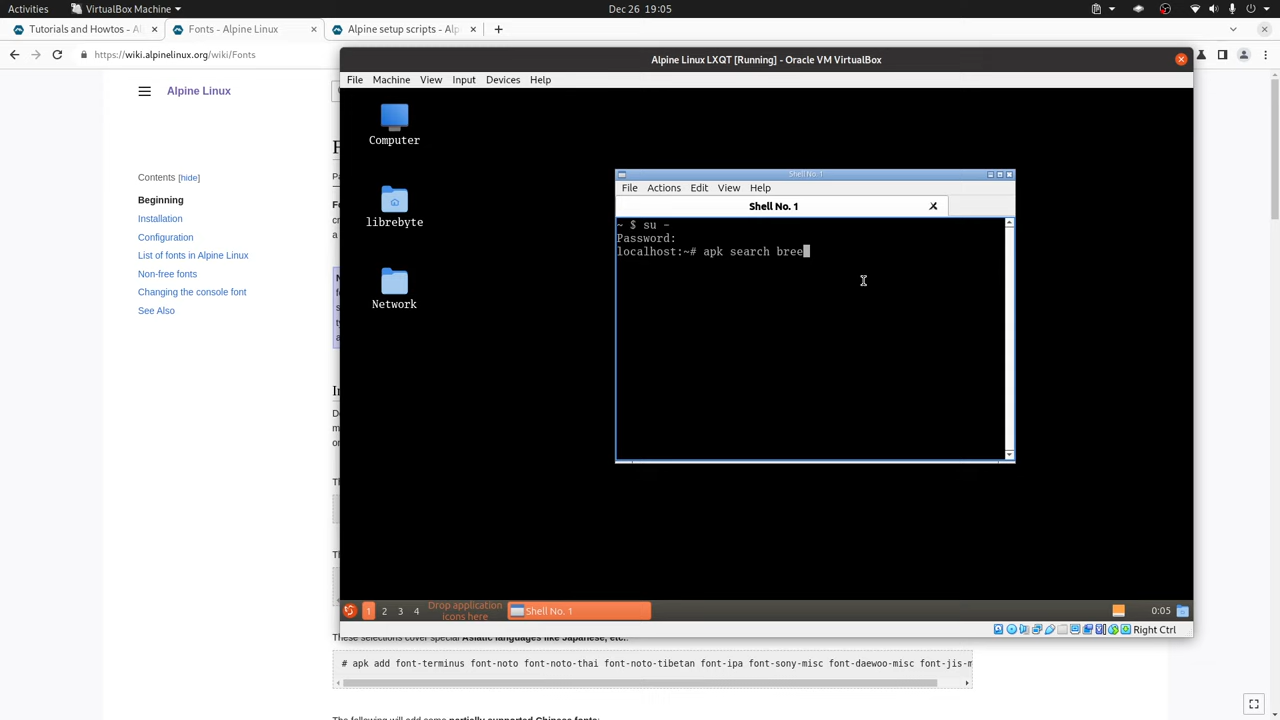 Activities
VirtualBox Machine
Dec 26 19:05
Tutorials and Howtos -
Fonts - Alpine Linux
Alpine setup scripts -
https://wiki.alpinelinux.org/wiki/Fonts
Alpine Linux LXQT [Running] - Oracle VM VirtualBox
File Machine View Input Devices Help
Alpine Linux
Contents [hide]
Beginning
Installation
Configuration
List of fonts in Alpine Linux
Non-free fonts
Changing the console font
See Also
Computer
librebyte
Network
Shell No. 1
File Actions Edit View Help
Shell No. 1
~ $ su -
Password:
localhost:~# apk search bree
1 2 3 4
Drop application
icons here
Shell No. 1
0:05
Right Ctrl
These selections cover special Asiatic languages like Japanese, etc..
# apk add font-terminus font-noto font-noto-thai font-noto-tibetan font-ipa font-sony-misc font-daewoo-misc font-jis-m
The following will add some partially supported Chinese fonts: